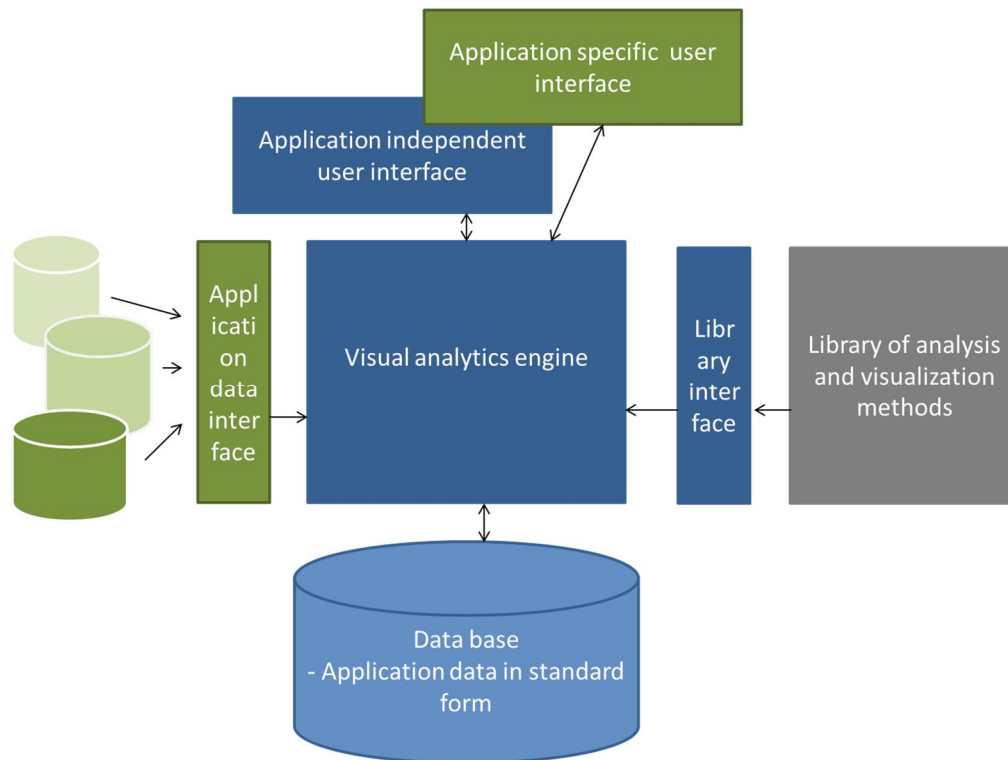 Application specific user
interface
Application independent
user interface
Appl
icati
on
data
inter
face
Visual analytics engine
Libr
ary
inter
face
Library of analysis
and visualization
methods
Data base
- Application data in standard
form